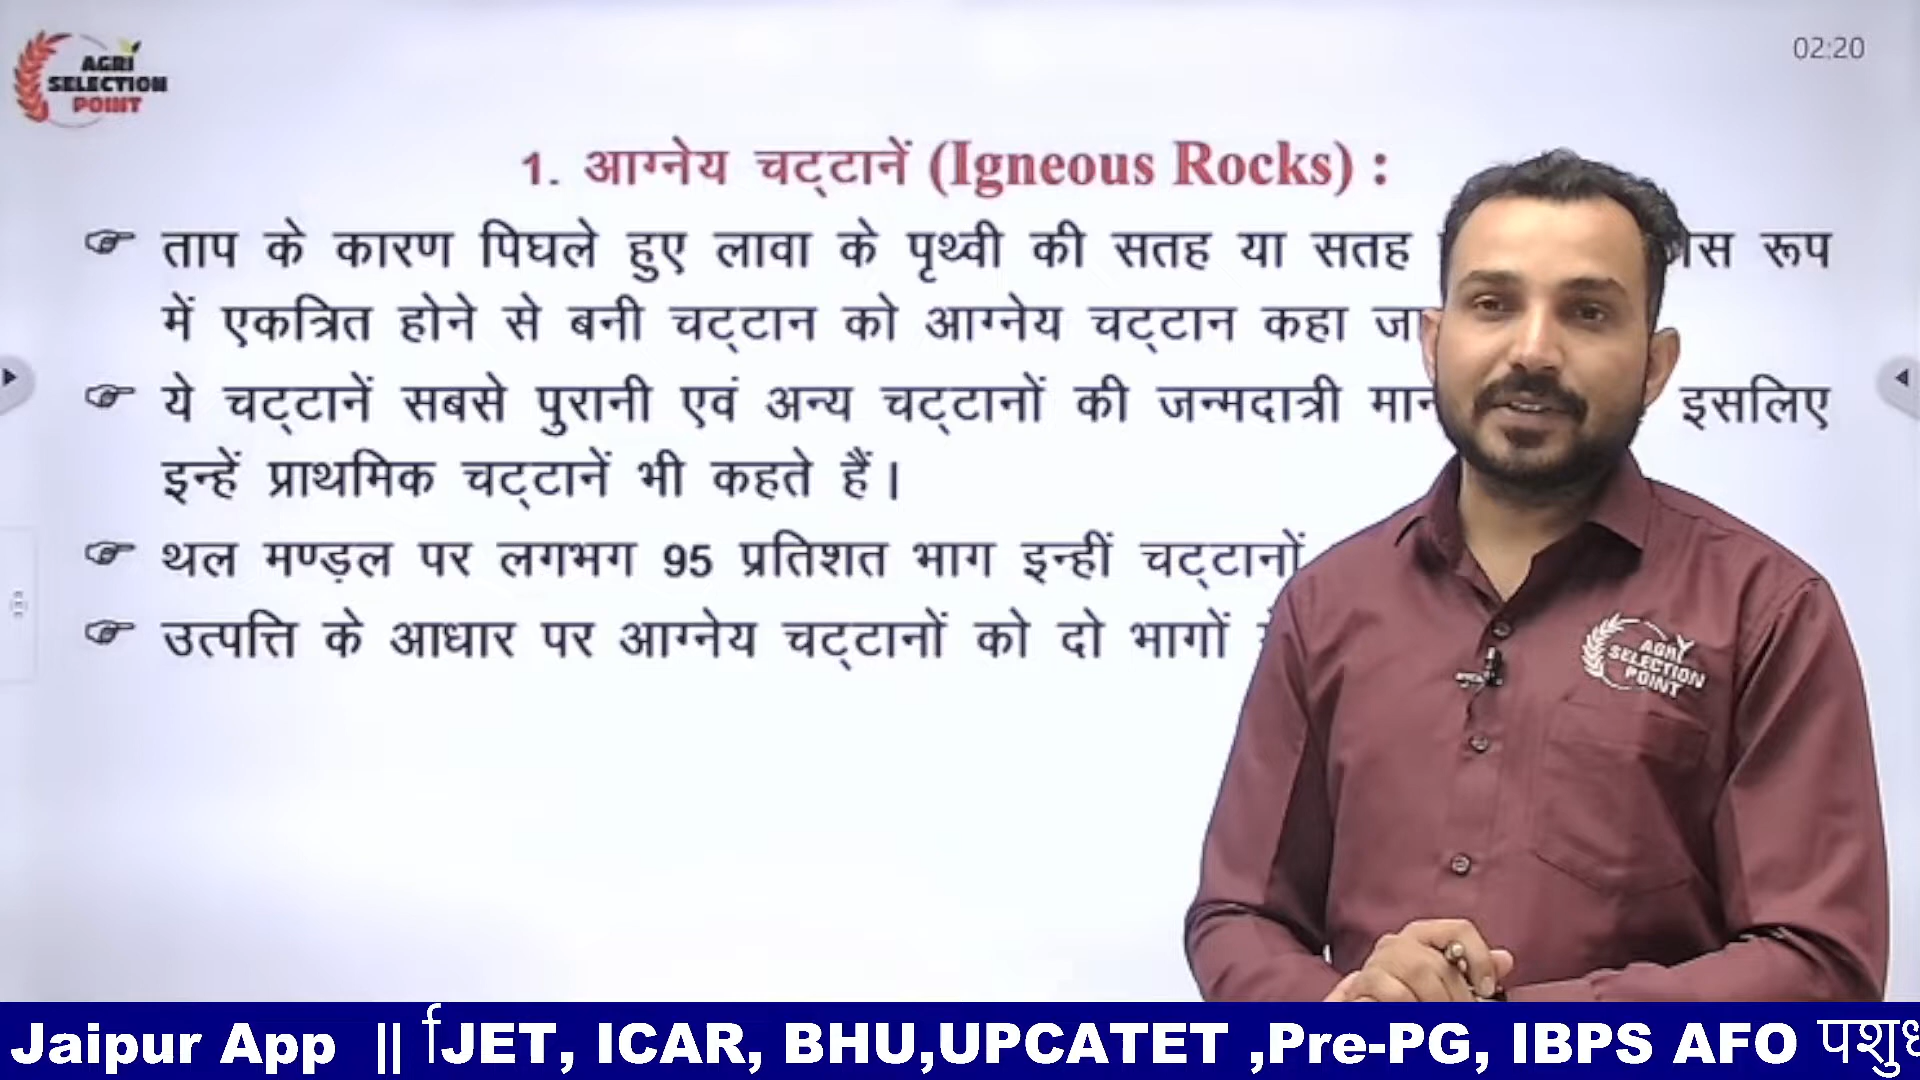 AGRI
SELECTION
POINT
02:20
1. आग्नेय चट्टानें (Igneous Rocks) :
ताप के कारण पिघले हुए लावा के पृथ्वी की सतह या सतह रूप
में एकत्रित होने से बनी चट्टान को आग्नेय चट्टान कहा
ये चट्टानें सबसे पुरानी एवं अन्य चट्टानों की जन्मदात्री इसलिए
इन्हें प्राथमिक चट्टानें भी कहते हैं।
थल मण्ड़ल पर लगभग 95 प्रतिशत भाग इन्हीं चट्टानों
उत्पत्ति के आधार पर आग्नेय चट्टानों को दो भागों
AGRI
SELECTION
POINT
Jaipur App || JET, ICAR, BHU,UPCATET ,Pre-PG, IBPS AFO